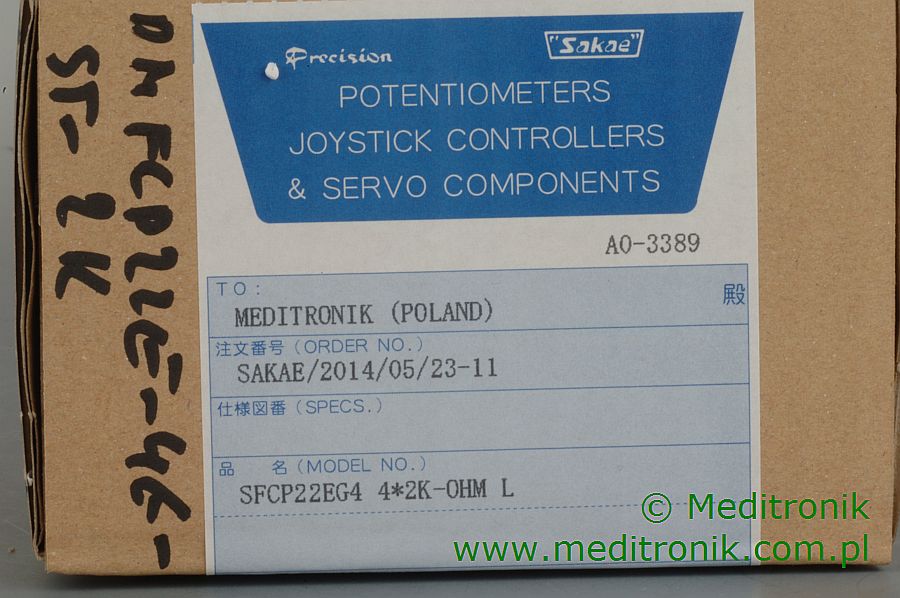 Precision "Sakae"
POTENTIOMETERS
JOYSTICK CONTROLLERS
& SERVO COMPONENTS
AO-3389
TO: 殿
MEDITRONIK (POLAND)
注文番号 (ORDER NO.)
SAKAE/2014/05/23-11
仕様図番 (SPECS.)
品 名 (MODEL NO.)
SFCP22EG4 4*2K-OHM L
© Meditronik
www.meditronik.com.pl
2K